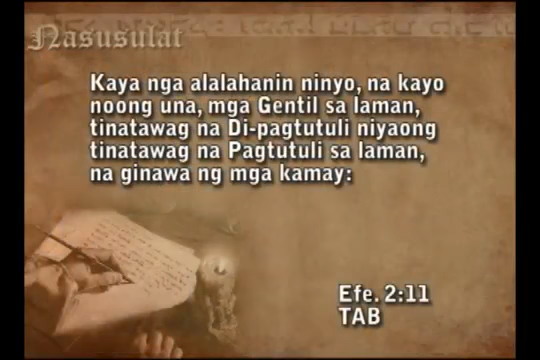 Nasusulat
Kaya nga alalahanin ninyo, na kayo
noong una, mga Gentil sa laman,
tinatawag na Di-pagtutuli niyaong
tinatawag na Pagtutuli sa laman,
na ginawa ng mga kamay:
Efe. 2:11
TAB